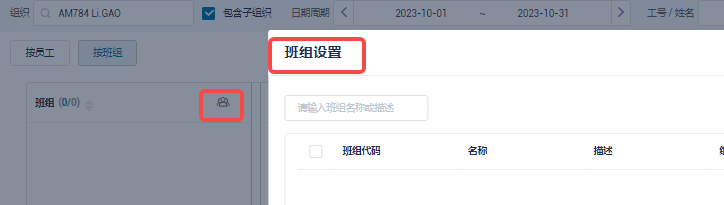 组织 AM784 Li.GAO 包含子组织 日期周期 2023-10-01 ~ 2023-10-31 工号 / 姓名
按员工 按班组 班组设置
班组 (0/0) 请输入班组名称或描述
班组代码 名称 描述